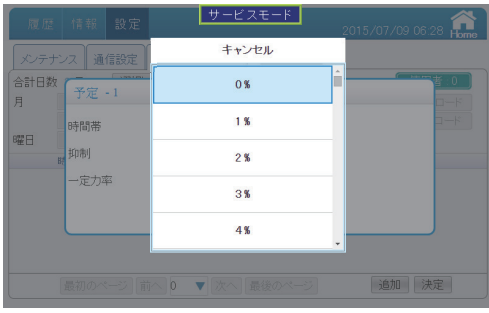 サービスモード
履歴 情報 設定
2015/07/09 06:28 Home
メンテナンス 通信設定
キャンセル
合計日数
月
予定 - 1
時間帯
抑制
一定力率
曜日
0%
1%
2%
3%
4%
最初のページ 前へ 0 ▼ 次へ 最後のページ
追加 決定